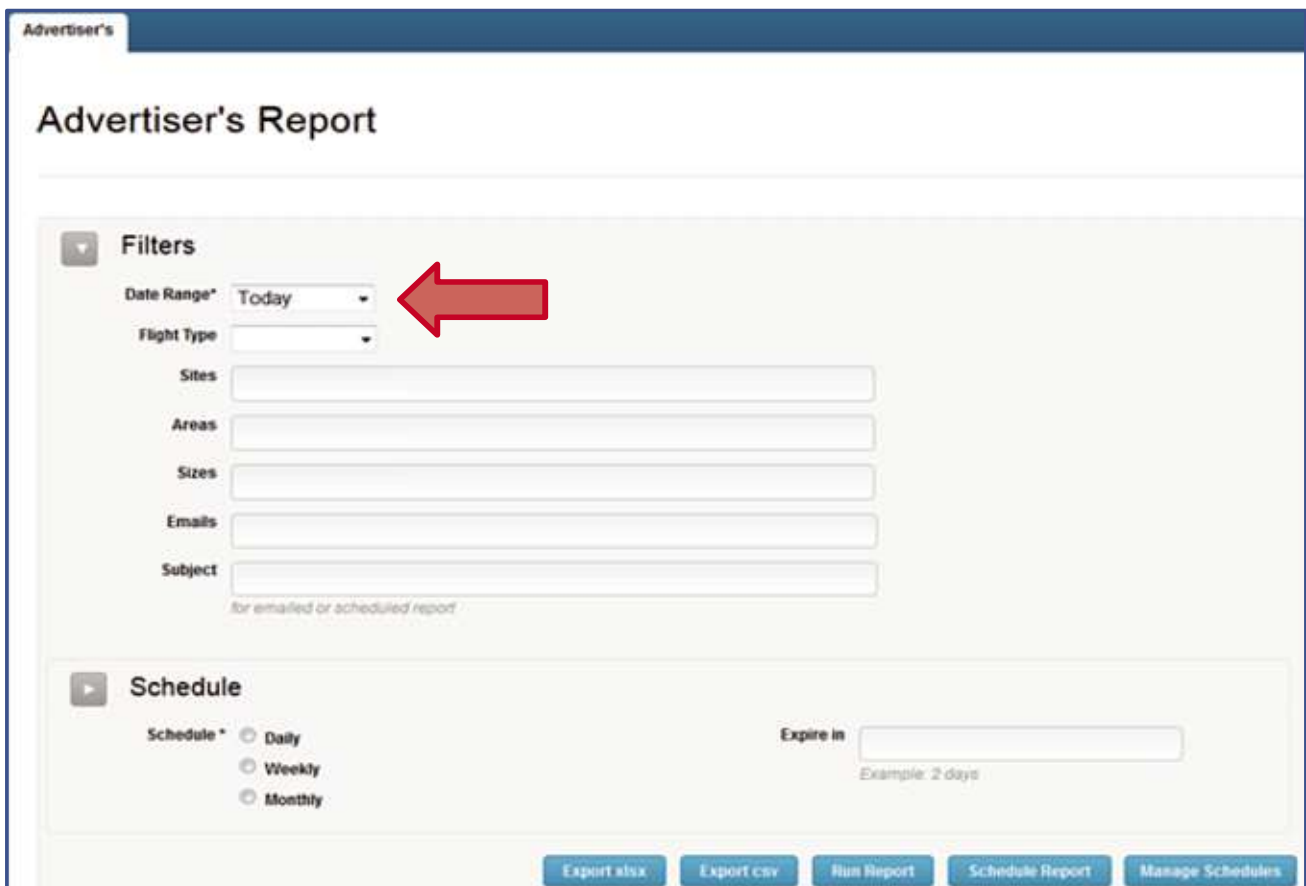 Advertiser's
Advertiser's Report
Filters
Date Range* Today
Flight Type
Sites
Areas
Sizes
Emails
Subject
for emailed or scheduled report
Schedule
Schedule * Daily
Expire in
Weekly
Example: 2 days
Monthly
Export xlsx Export csv Run Report Schedule Report Manage Schedules